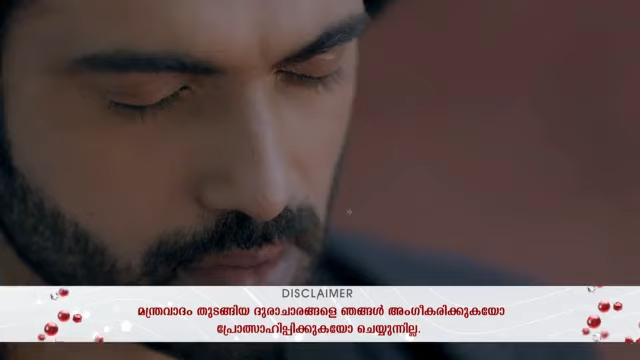 DISCLAIMER
മന്ത്രവാദം തുടങ്ങിയ ദുരാചാരങ്ങളെ ഞങ്ങൾ അംഗീകരിക്കുകയോ
പ്രോത്സാഹിപ്പിക്കുകയോ ചെയ്യുന്നില്ല.